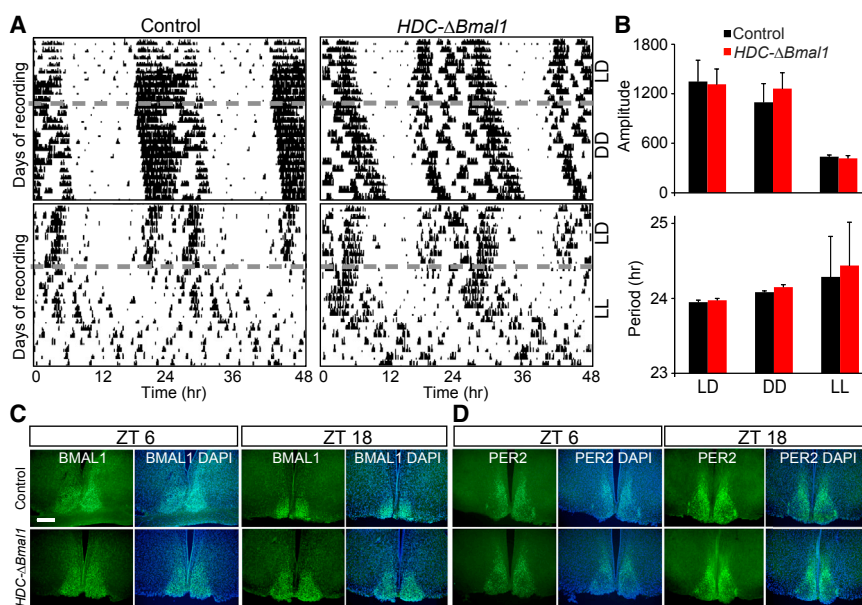 A
Control
HDC-ΔBmal1
Days of recording
LD
DD
Days of recording
LD
LL
0 12 24 36 48
Time (hr)
0 12 24 36 48
Time (hr)
B
Control
HDC-ΔBmal1
Amplitude
1800
1200
600
0
Period (hr)
25
24
23
LD DD LL
C
ZT 6
ZT 18
BMAL1
BMAL1 DAPI
BMAL1
BMAL1 DAPI
Control
HDC-ΔBmal1
D
ZT 6
ZT 18
PER2
PER2 DAPI
PER2
PER2 DAPI